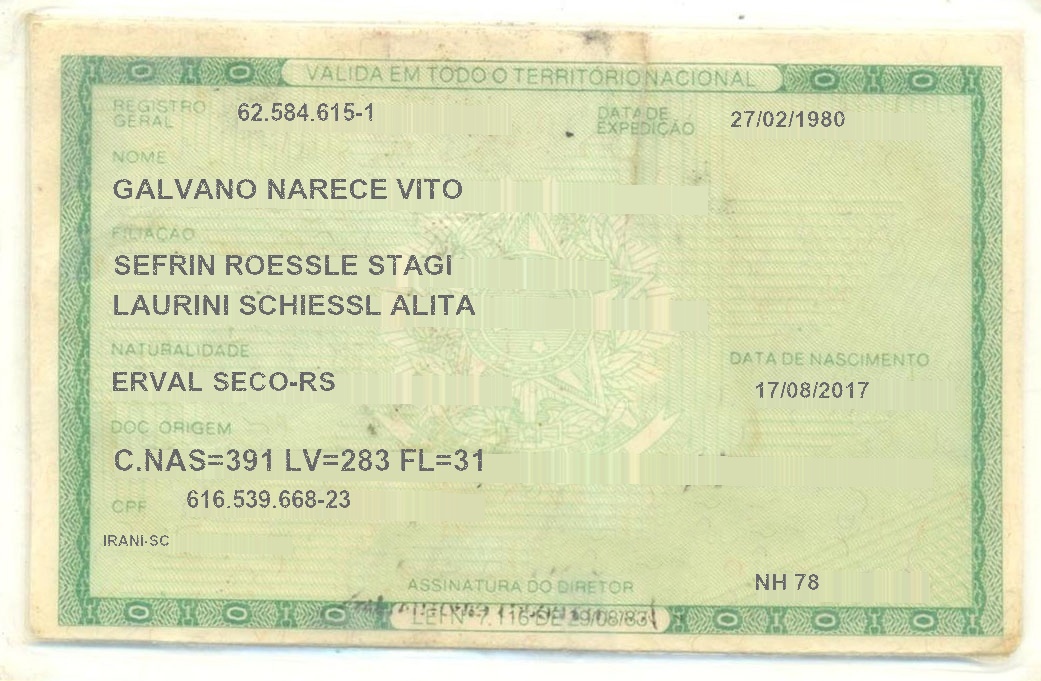 VÁLIDA EM TODO O TERRITÓRIO NACIONAL
REGISTRO GERAL 62.584.615-1 DATA DE EXPEDIÇÃO 27/02/1980
NOME
GALVANO NARECE VITO
FILIAÇÃO
SEFRIN ROESSLE STAGI
LAURINI SCHIESSL ALITA
NATURALIDADE DATA DE NASCIMENTO
ERVAL SECO-RS 17/08/2017
DOC ORIGEM
C.NAS=391 LV=283 FL=31
CPF 616.539.668-23
IRANI-SC
ASSINATURA DO DIRETOR NH 78
LEI Nº 7.116 DE 29/08/83